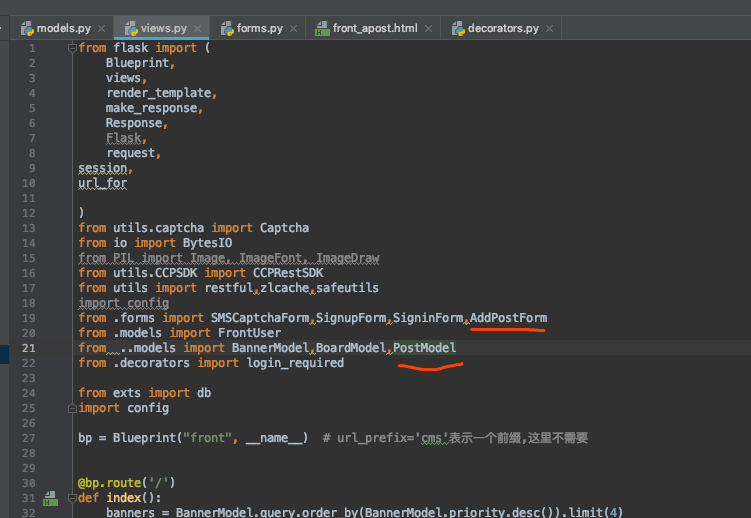 models.py views.py forms.py front_apost.html decorators.py
1 from flask import (
2 Blueprint,
3 views,
4 render_template,
5 make_response,
6 Response,
7 Flask,
8 request,
9 session,
10 url_for
11
12 )
13 from utils.captcha import Captcha
14 from io import BytesIO
15 from PIL import Image, ImageFont, ImageDraw
16 from utils.CCPSDK import CCPRestSDK
17 from utils import restful,zlcache,safeutils
18 import config
19 from .forms import SMSCaptchaForm,SignupForm,SigninForm,AddPostForm
20 from .models import FrontUser
21 from ..models import BannerModel,BoardModel,PostModel
22 from .decorators import login_required
23
24 from exts import db
25 import config
26
27 bp = Blueprint("front", __name__) # url_prefix='cms'表示一个前缀,这里不需要
28
29
30 @bp.route('/')
31 def index():
banners = BannerModel.query.order_by(BannerModel.priority.desc()).limit(4)